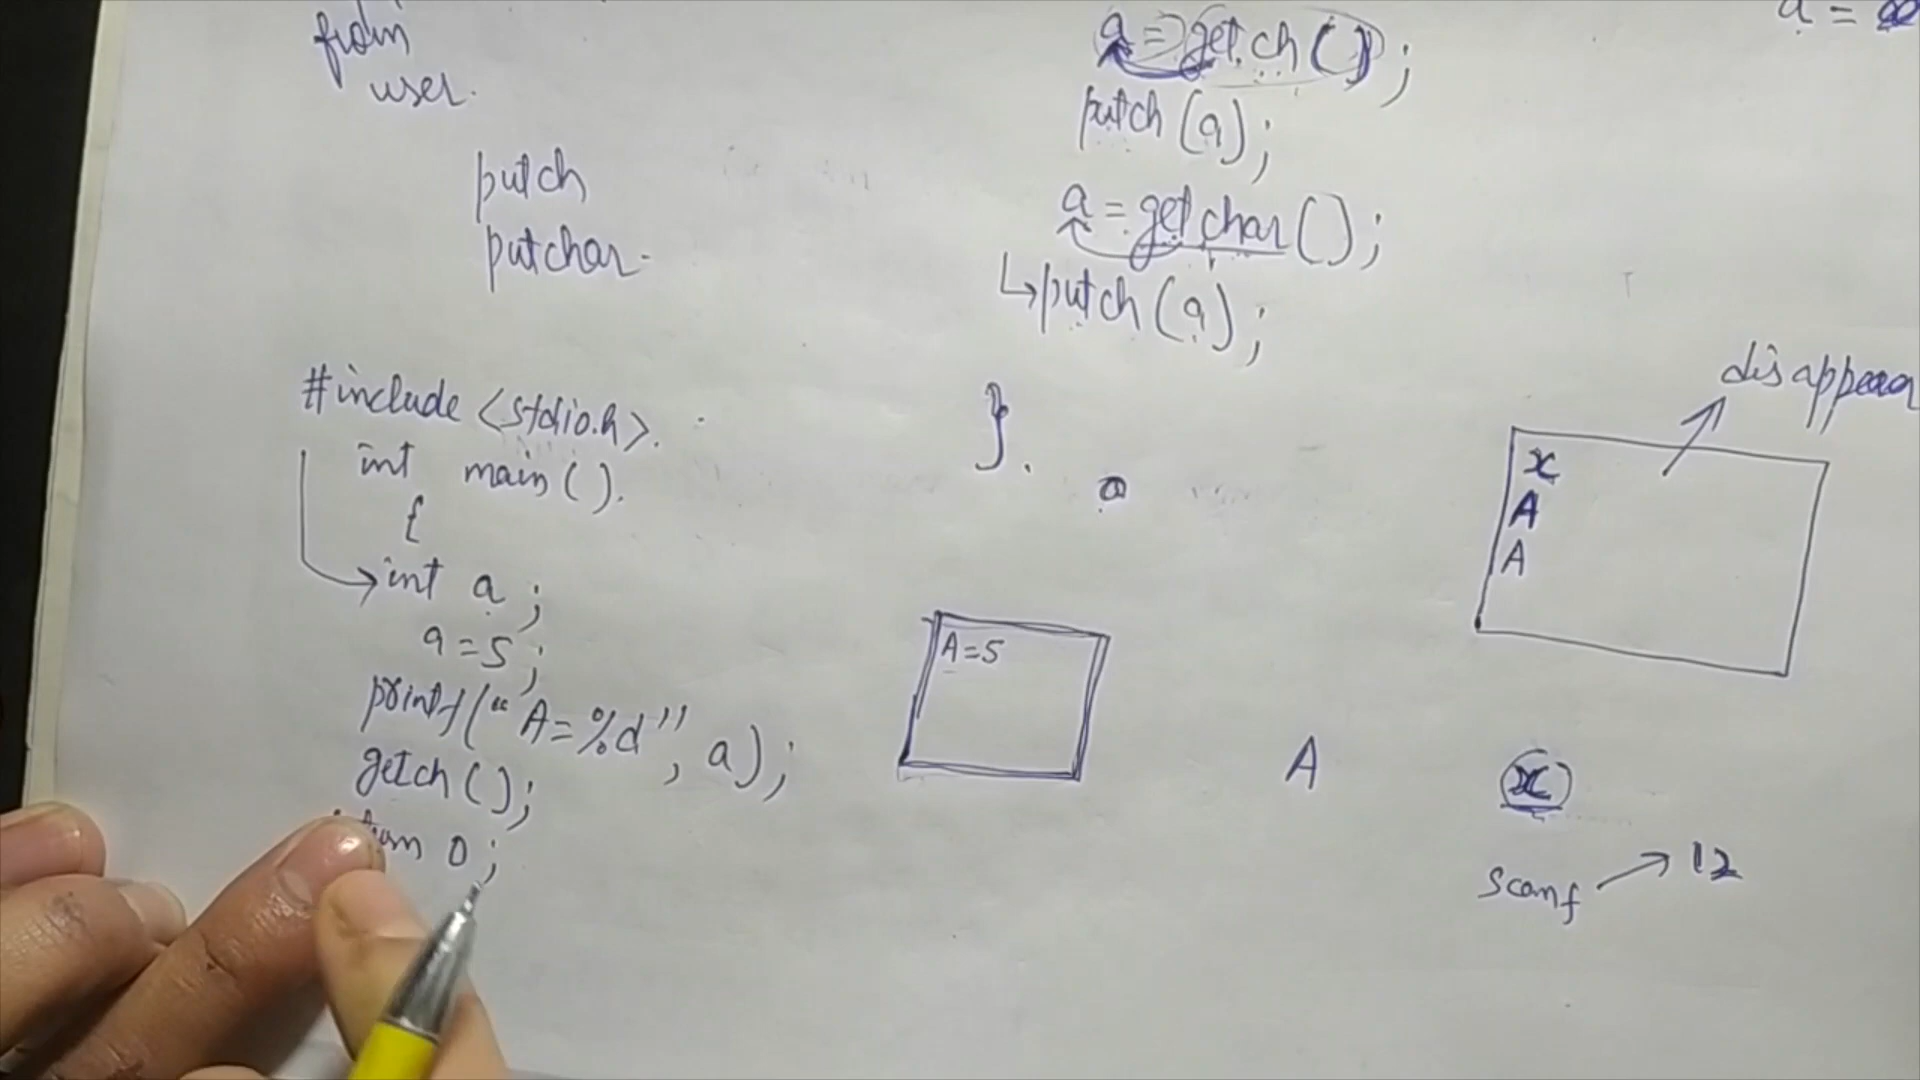 from
user.
putch
putchar.
#include <stdio.h>.
int main().
{
int a;
a=5;
printf("A=%d", a);
getch();
0;
a = getch();
putch(a);
a = getchar();
putch(a);
}.
A=5
A
a =
disappear
x
A
A
x
scanf → 12